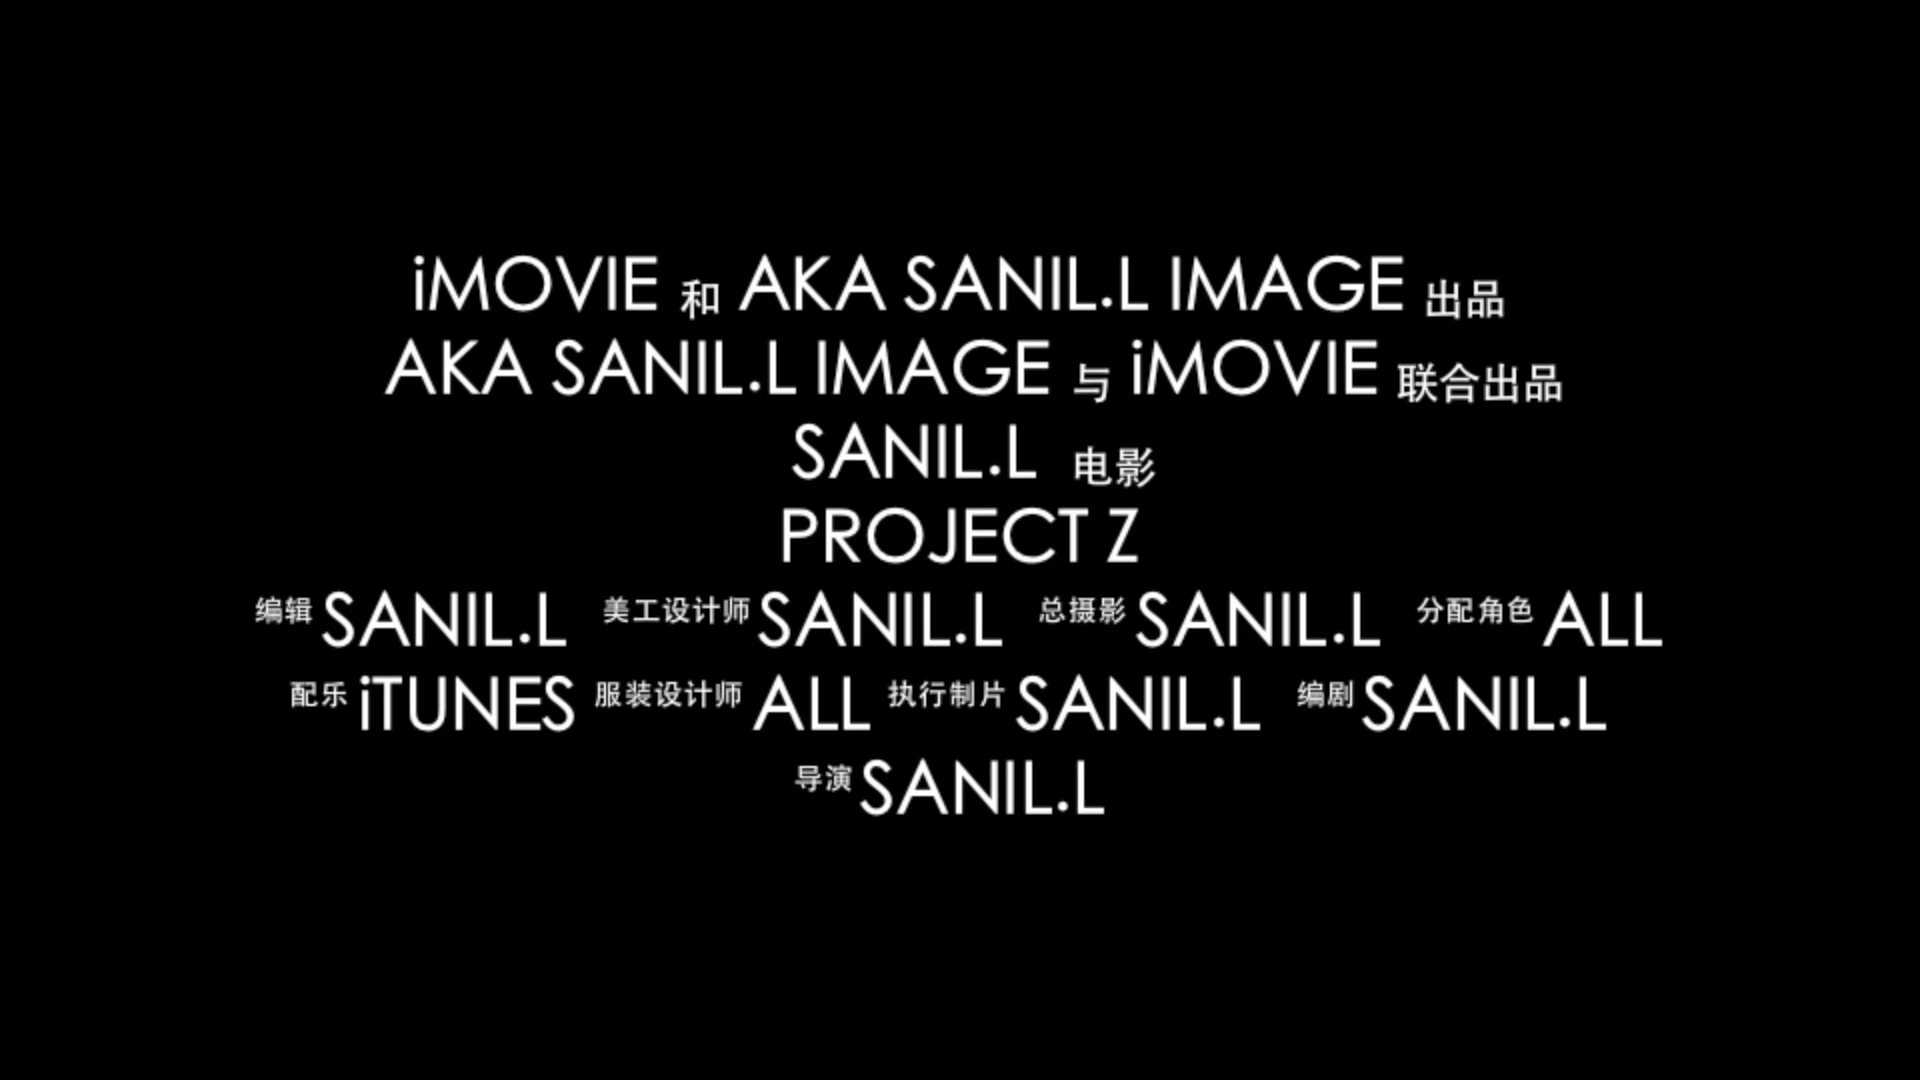 iMOVIE 和 AKA SANIL.L IMAGE 出品
AKA SANIL.L IMAGE 与 iMOVIE 联合出品
SANIL.L 电影
PROJECT Z
编辑 SANIL.L 美工设计师 SANIL.L 总摄影 SANIL.L 分配角色 ALL
配乐 iTUNES 服装设计师 ALL 执行制片 SANIL.L 编剧 SANIL.L
导演 SANIL.L